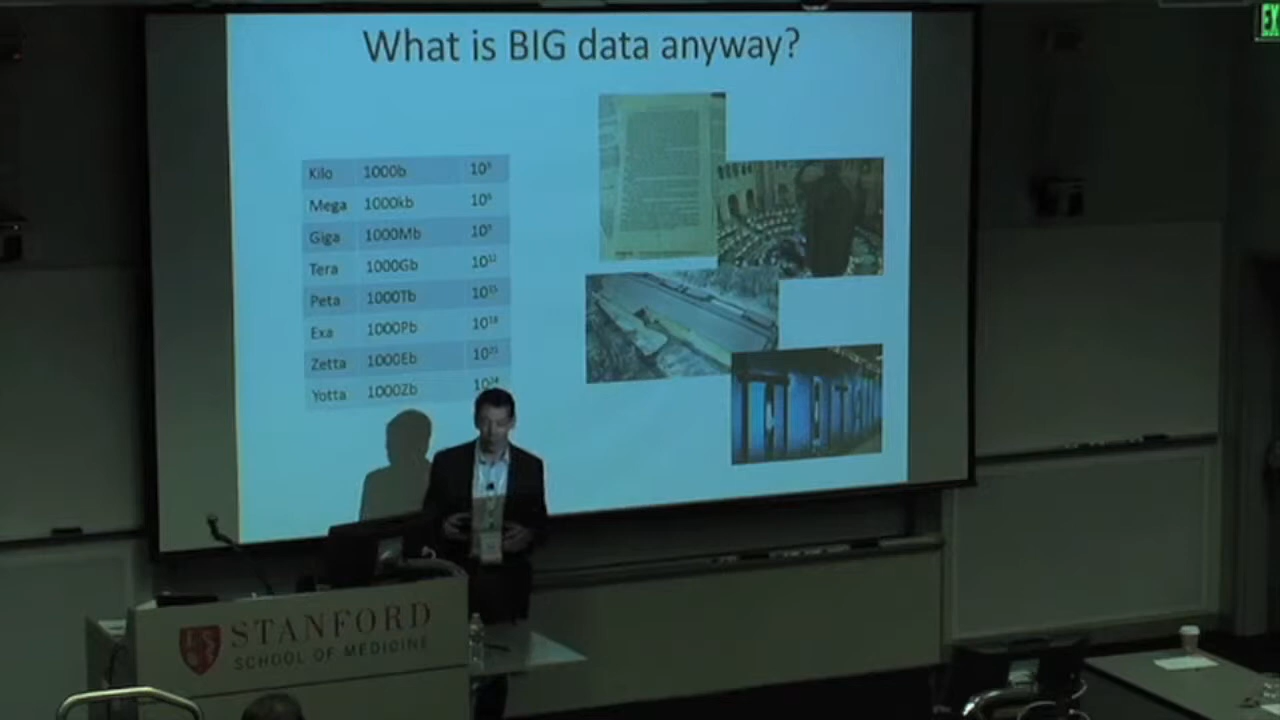 What is BIG data anyway?
Kilo 1000b 10³
Mega 1000kb 10⁶
Giga 1000Mb 10⁹
Tera 1000Gb 10¹²
Peta 1000Tb 10¹⁵
Exa 1000Pb 10¹⁸
Zetta 1000Eb 10²¹
Yotta 1000Zb 10²⁴
STANFORD
SCHOOL OF MEDICINE
EX